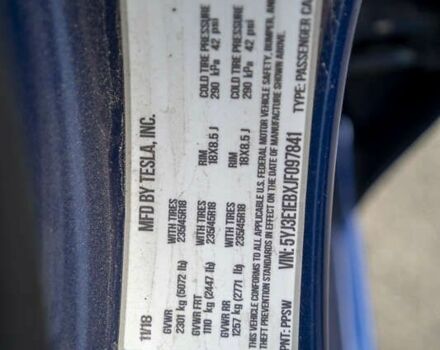 11/18 MFD BY TESLA, INC.
GVWR
2301 kg (5072 lb) WITH TIRES 235/45R18
GVWR FRT
1110 kg (2447 lb) WITH TIRES 235/45R18 RIM 18X8.5 J COLD TIRE PRESSURE 290 kPa 42 psi
GVWR RR
1257 kg (2771 lb) WITH TIRES 235/45R18 RIM 18X8.5 J COLD TIRE PRESSURE 290 kPa 42 psi
THIS VEHICLE CONFORMS TO ALL APPLICABLE U.S. FEDERAL MOTOR VEHICLE SAFETY, BUMPER, AND
THEFT PREVENTION STANDARDS IN EFFECT ON THE DATE OF MANUFACTURE SHOWN ABOVE.
PNT: PPSW VIN: 5YJ3E1EBXJF097841 TYPE: PASSENGER CA